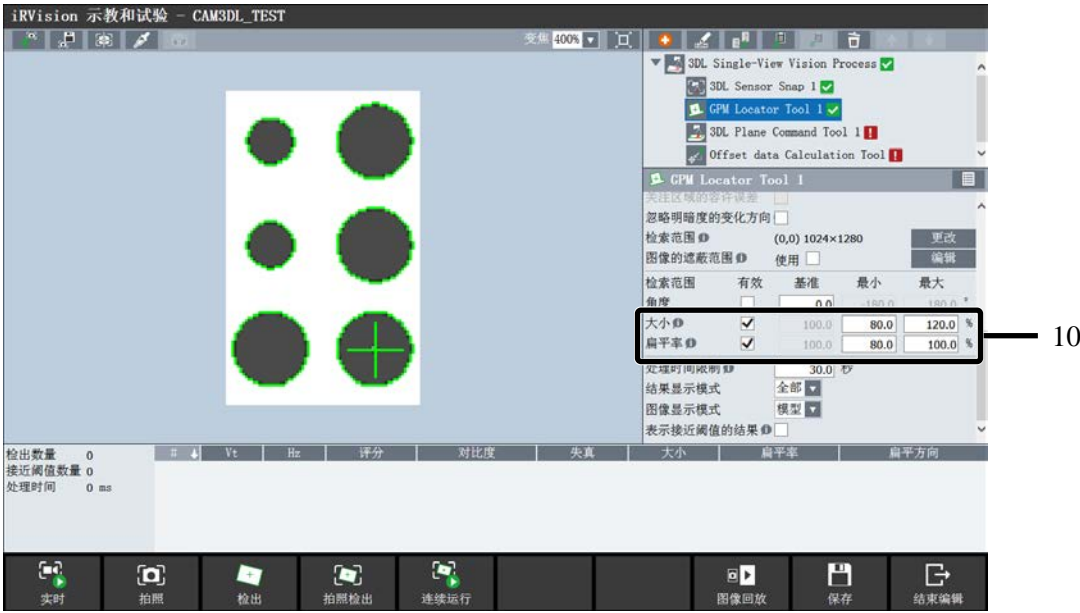 iRVision 示教和试验 - CAM3DL_TEST
变焦 400%
3DL Single-View Vision Process
3DL Sensor Snap 1
GPM Locator Tool 1
3DL Plane Command Tool 1
Offset data Calculation Tool
GPM Locator Tool 1
关注区域的容许误差
忽略明暗度的变化方向
检索范围 (0,0) 1024×1280 更改
图像的遮蔽范围 使用 编辑
检索范围 有效 基准 最小 最大
角度 0.0 -180.0 180.0 °
大小 100.0 80.0 120.0 %
扁平率 100.0 80.0 100.0 %
10
处理时间限制 30.0 秒
结果显示模式 全部
图像显示模式 模型
表示接近阈值的结果
检出数量 0
接近阈值数量 0
处理时间 0 ms
# Vt Hz 评分 对比度 失真 大小 扁平率 扁平方向
实时 拍照 检出 拍照检出 连续运行 图像回放 保存 结束编辑